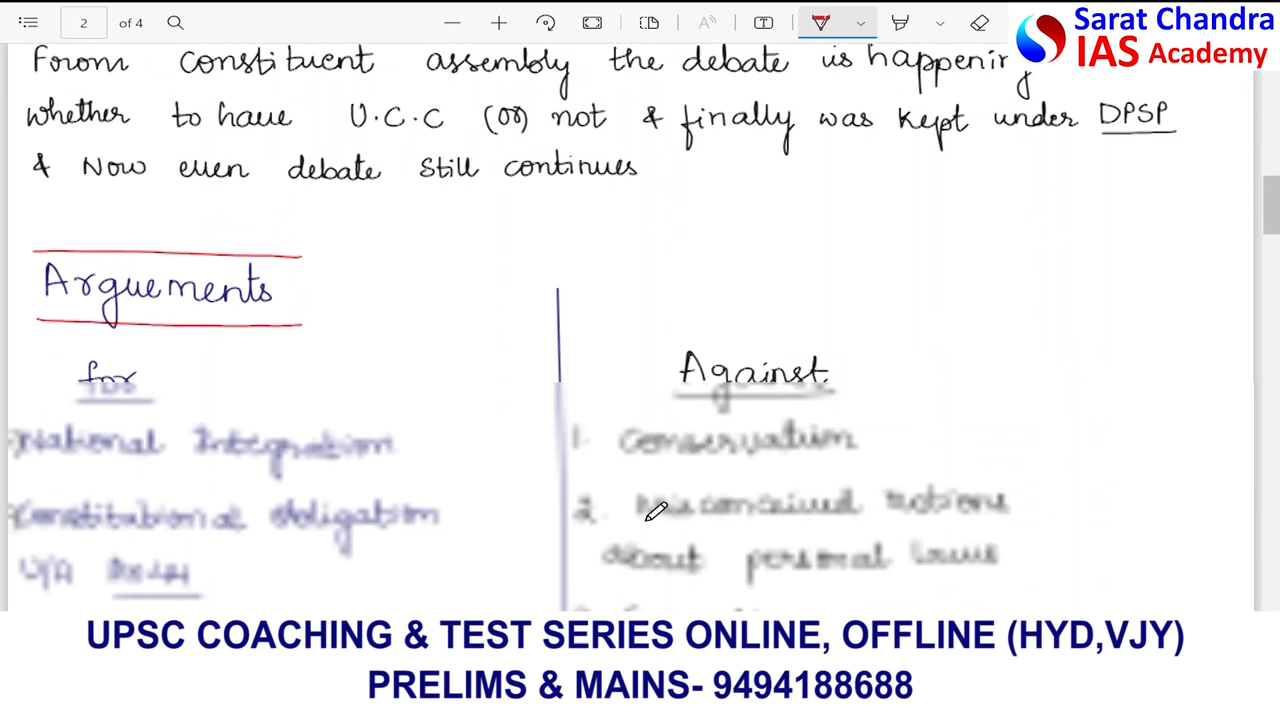 2 of 4
Sarat Chandra
IAS Academy
From constituent assembly the debate is happening
whether to have U.C.C (or) not & finally was kept under DPSP
& Now even debate still continues
Arguements
for
Against
National Integration
1. Conservatism
Constitutional obligation
2. Misconceived notions
about personal laws
U/A
UPSC COACHING & TEST SERIES ONLINE, OFFLINE (HYD,VJY)
PRELIMS & MAINS- 9494188688